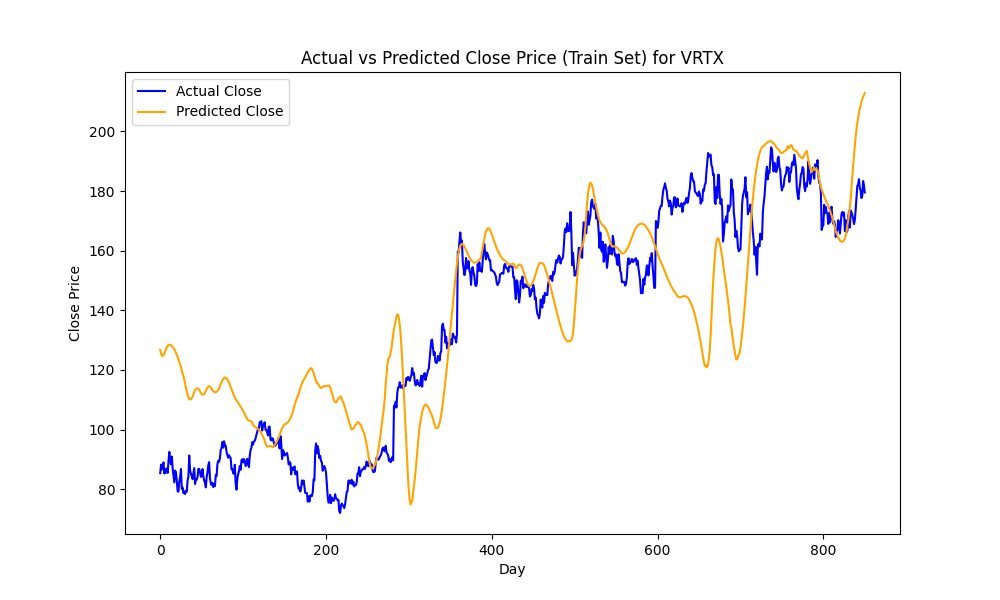 Actual vs Predicted Close Price (Train Set) for VRTX
Actual Close
Predicted Close
200
180
160
140
120
100
80
Close Price
0 200 400 600 800
Day